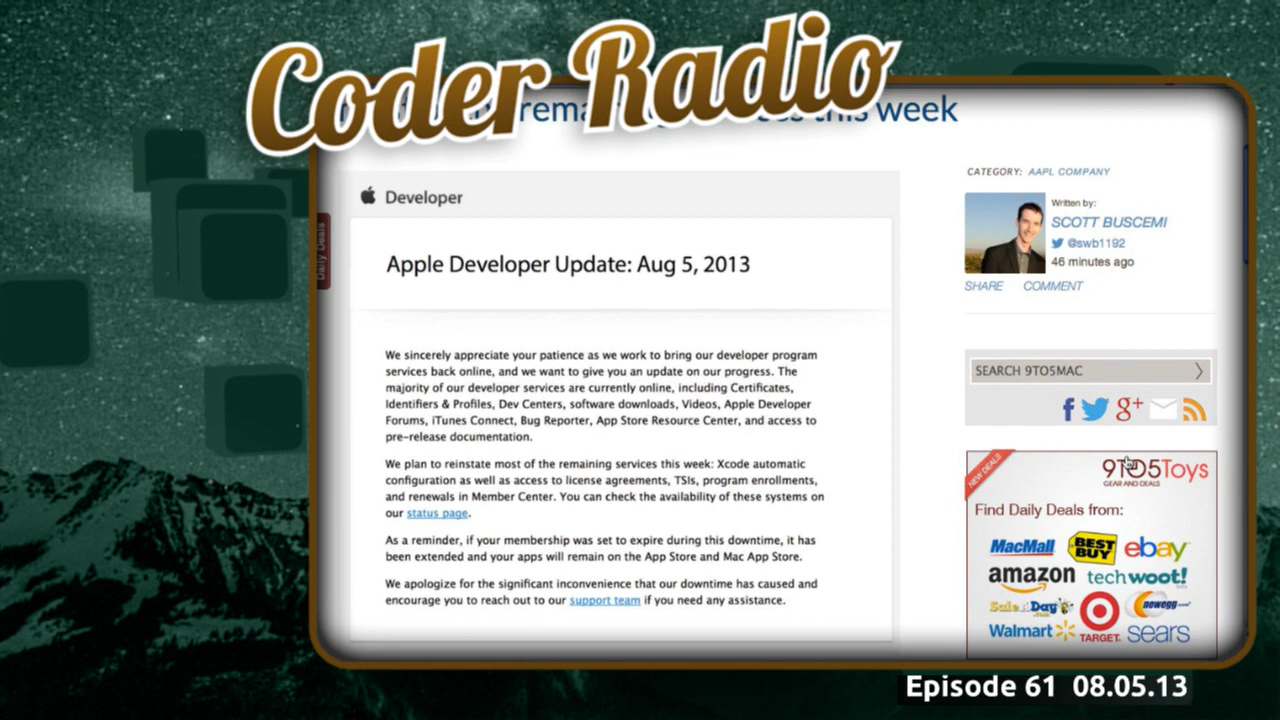 Coder Radio
this week
Developer
Apple Developer Update: Aug 5, 2013
We sincerely appreciate your patience as we work to bring our developer program
services back online, and we want to give you an update on our progress. The
majority of our developer services are currently online, including Certificates,
Identifiers & Profiles, Dev Centers, software downloads, Videos, Apple Developer
Forums, iTunes Connect, Bug Reporter, App Store Resource Center, and access to
pre-release documentation.
We plan to reinstate most of the remaining services this week: Xcode automatic
configuration as well as access to license agreements, TSIs, program enrollments,
and renewals in Member Center. You can check the availability of these systems on
our status page.
As a reminder, if your membership was set to expire during this downtime, it has
been extended and your apps will remain on the App Store and Mac App Store.
We apologize for the significant inconvenience that our downtime has caused and
encourage you to reach out to our support team if you need any assistance.
Daily Deals
CATEGORY: AAPL COMPANY
Written by:
SCOTT BUSCEMI
@swb1192
46 minutes ago
SHARE COMMENT
SEARCH 9TO5MAC
NEW DEALS
9TO5Toys
GEAR AND DEALS
Find Daily Deals from:
MacMall BEST BUY ebay
amazon tech woot!
SaleaDay.com TARGET newegg.com
Walmart sears
Episode 61 08.05.13